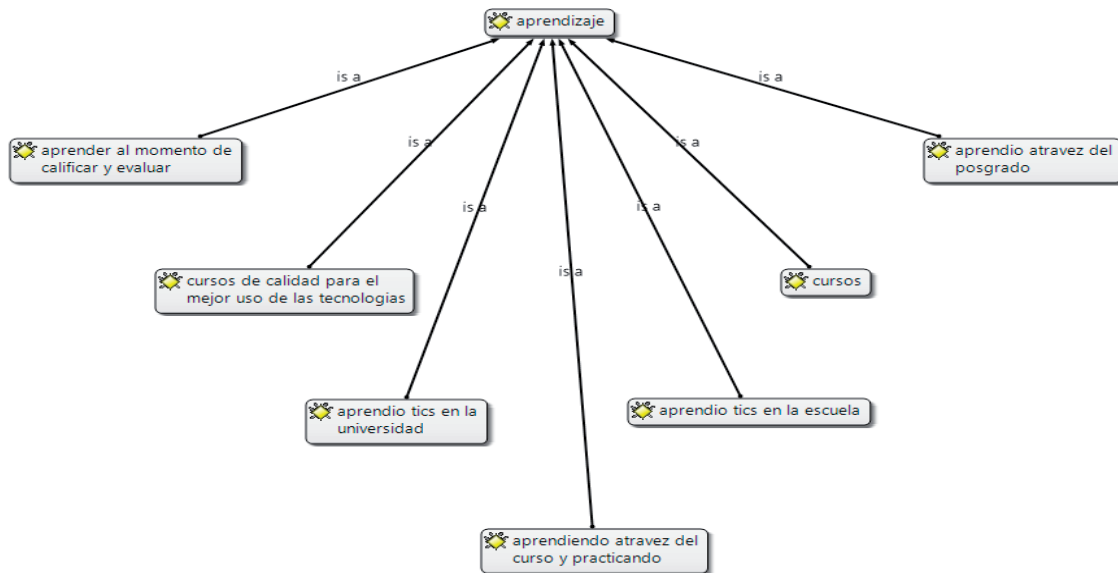 aprendizaje
is a
is a
aprender al momento de
calificar y evaluar
is a
is a
aprendio atravez del
posgrado
is a
is a
is a
cursos de calidad para el
mejor uso de las tecnologias
cursos
aprendio tics en la
universidad
aprendio tics en la escuela
aprendiendo atravez del
curso y practicando